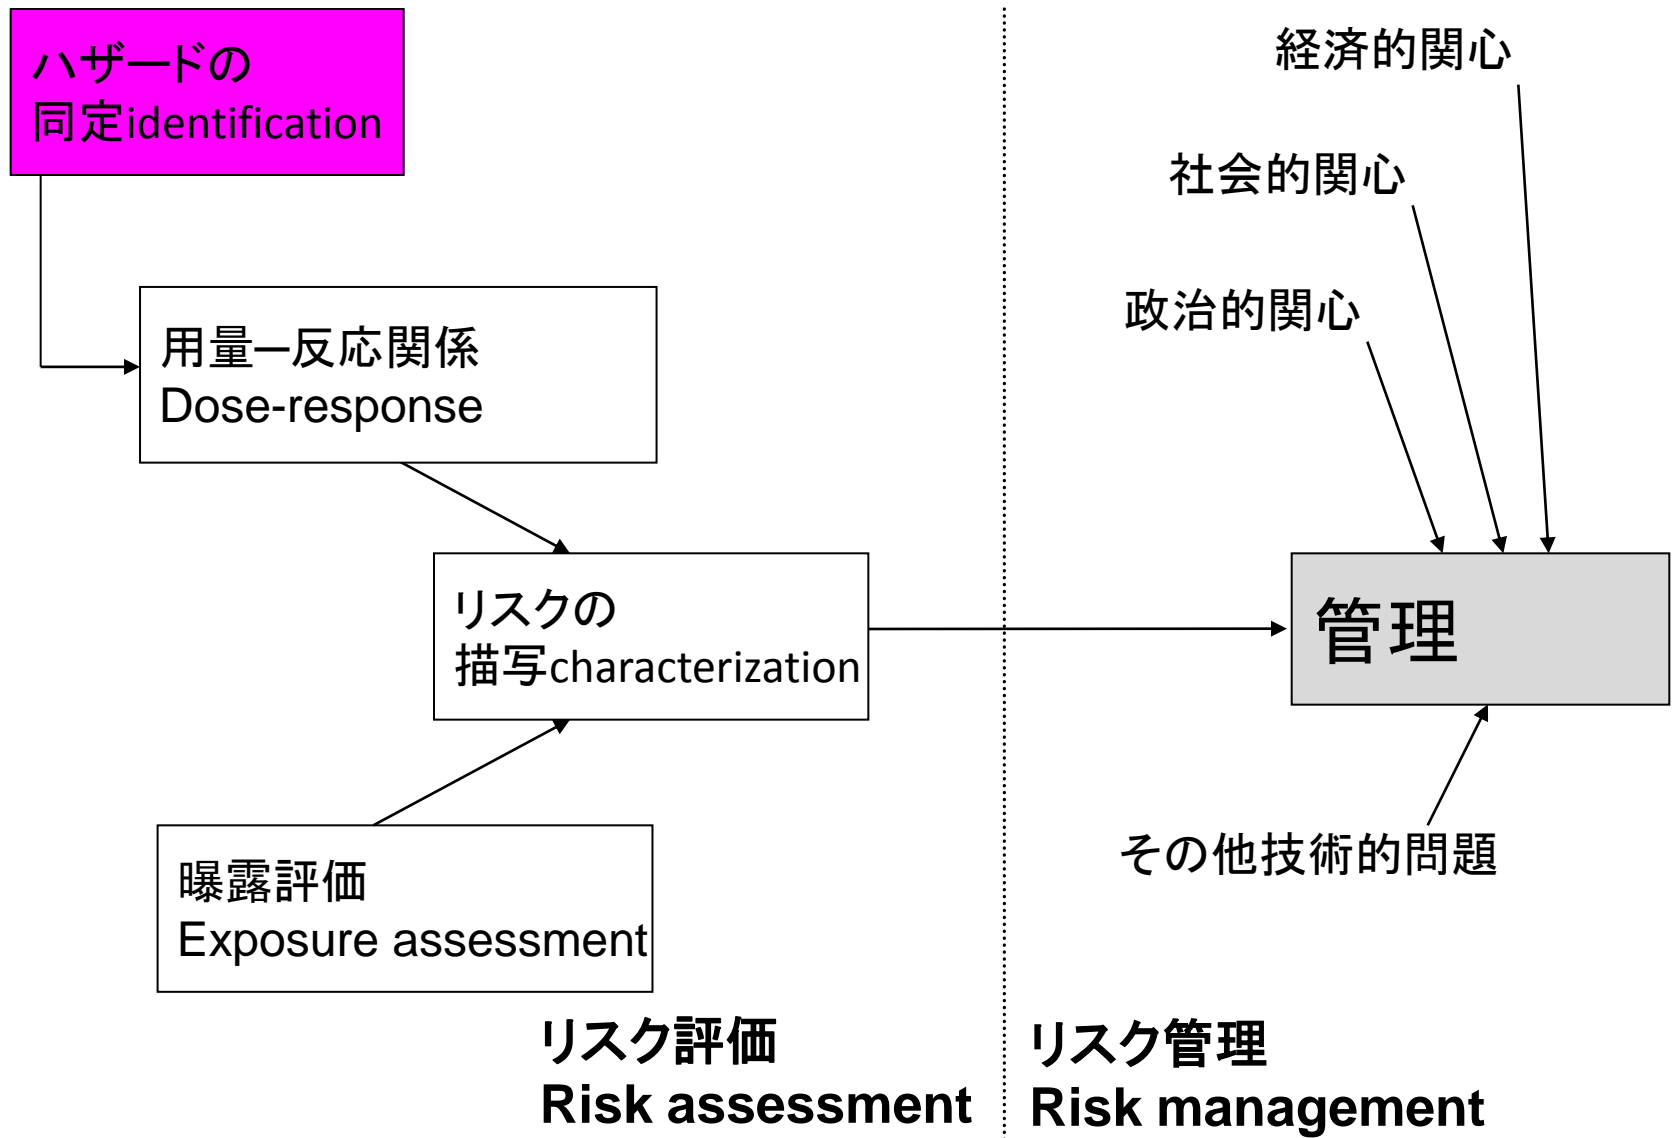 ハザードの
同定identification
用量ー反応関係
Dose-response
リスクの
描写characterization
曝露評価
Exposure assessment
リスク評価
Risk assessment
経済的関心
社会的関心
政治的関心
管理
その他技術的問題
リスク管理
Risk management